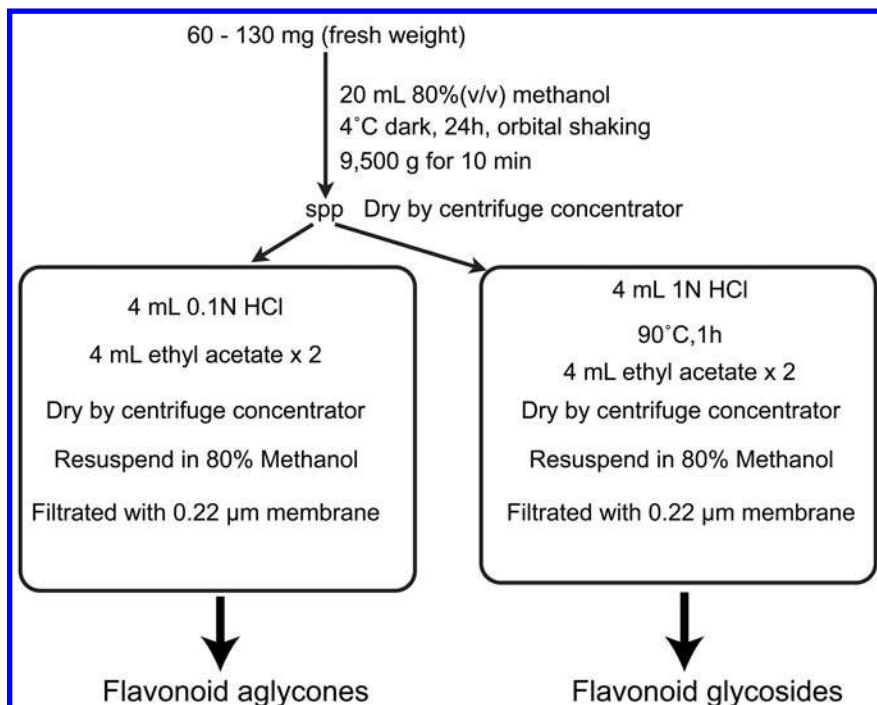 60 - 130 mg (fresh weight)
20 mL 80%(v/v) methanol
4˚C dark, 24h, orbital shaking
9,500 g for 10 min
spp Dry by centrifuge concentrator
4 mL 0.1N HCl
4 mL ethyl acetate x 2
Dry by centrifuge concentrator
Resuspend in 80% Methanol
Filtrated with 0.22 µm membrane
Flavonoid aglycones
4 mL 1N HCl
90˚C,1h
4 mL ethyl acetate x 2
Dry by centrifuge concentrator
Resuspend in 80% Methanol
Filtrated with 0.22 µm membrane
Flavonoid glycosides